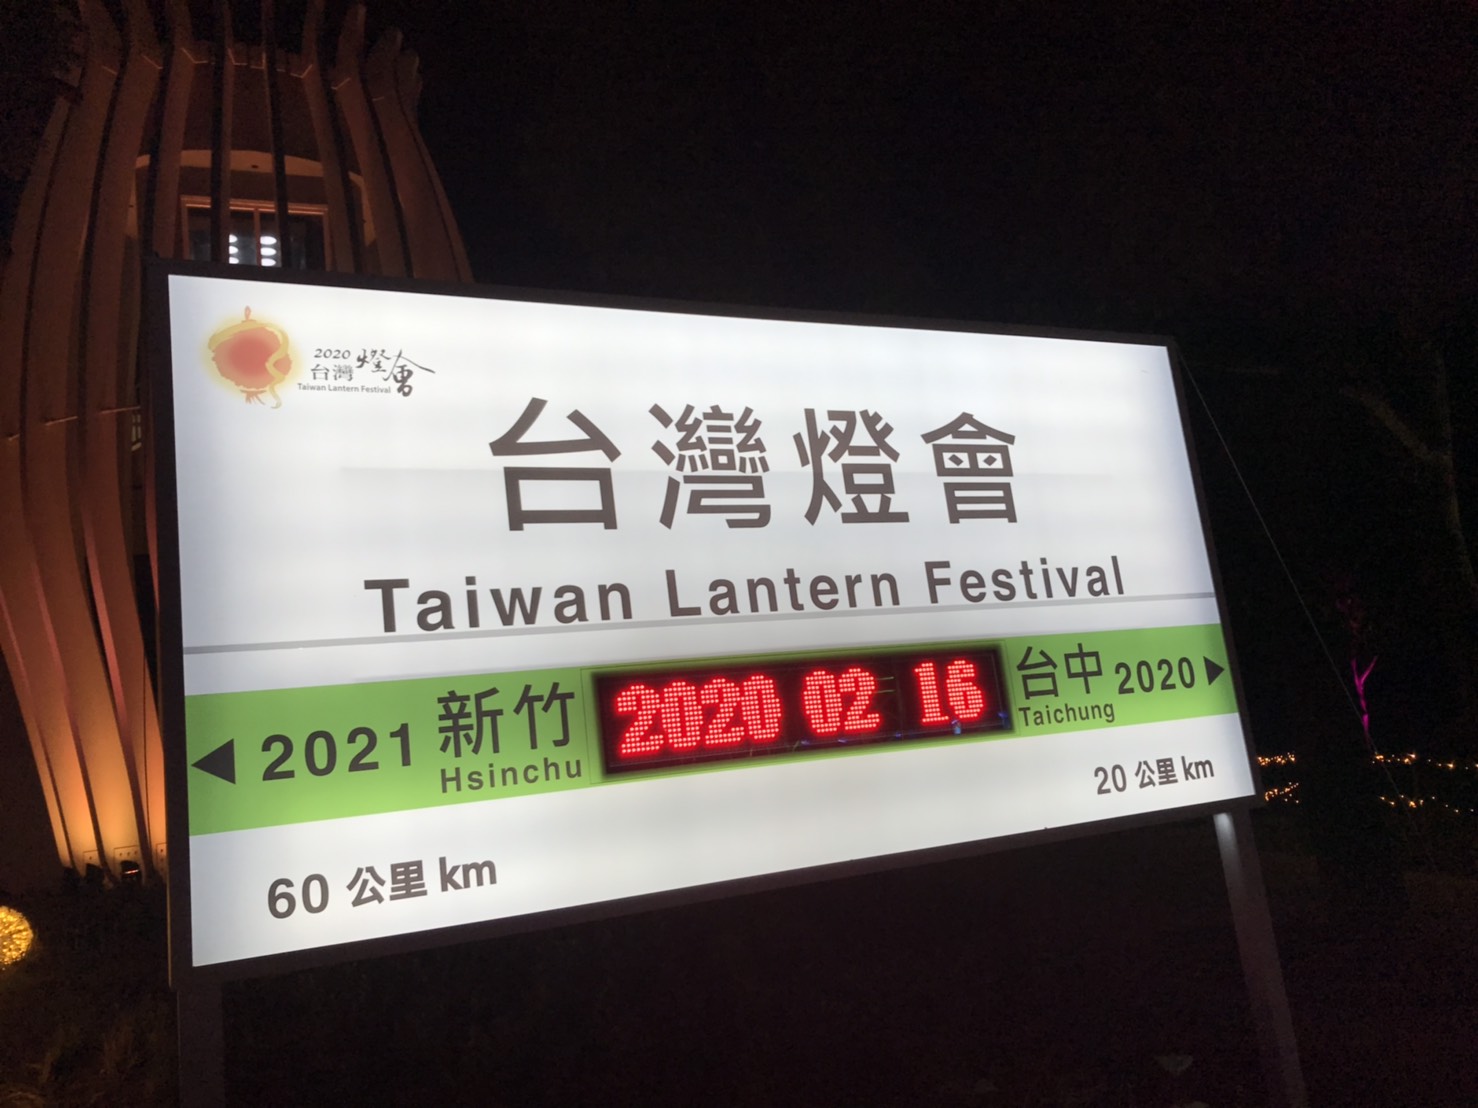 2020
台灣燈會
Taiwan Lantern Festival
台灣燈會
Taiwan Lantern Festival
◀ 2021 新竹 2020 02 16 台中 2020 ▶
Hsinchu Taichung
60 公里 km 20 公里 km